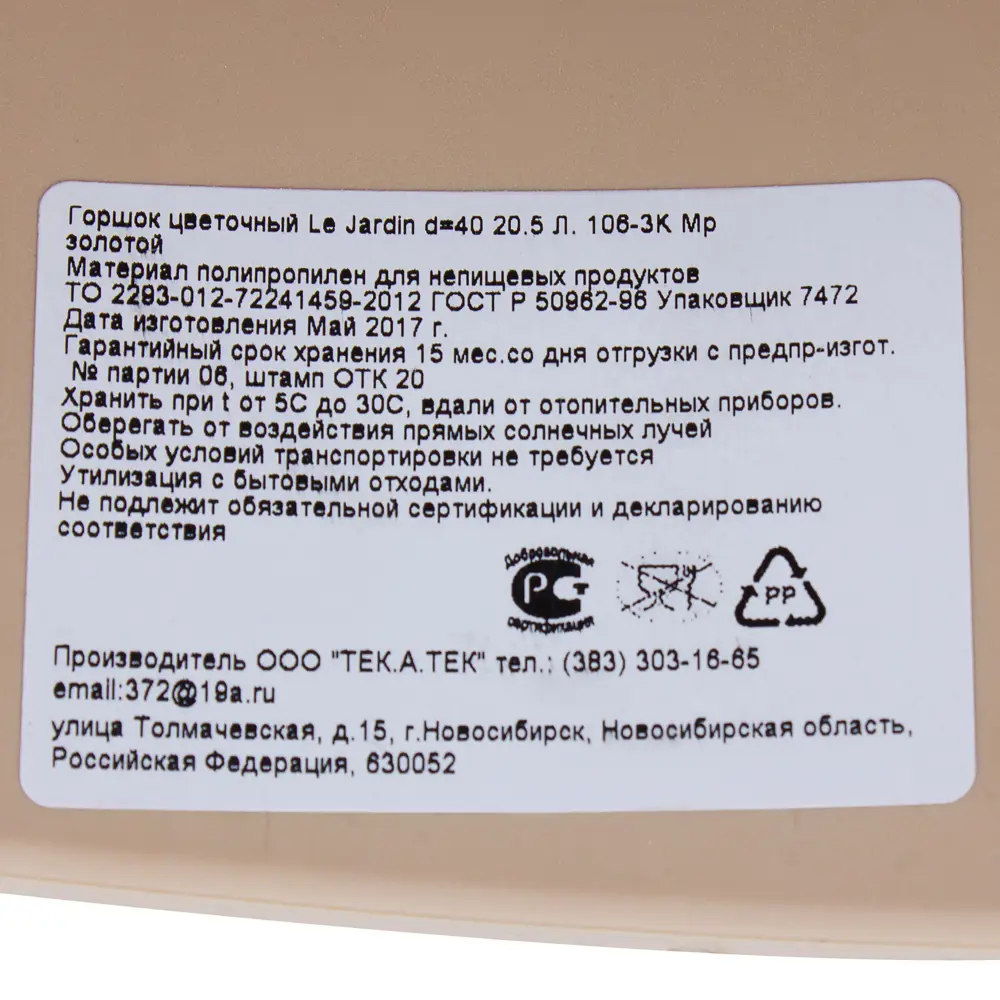 Горшок цветочный Le Jardin d=40 20.5 Л. 106-3К Мр
золотой
Материал полипропилен для непищевых продуктов
ТО 2293-012-72241459-2012 ГОСТ Р 50962-96 Упаковщик 7472
Дата изготовления Май 2017 г.
Гарантийный срок хранения 15 мес.со дня отгрузки с предпр-изгот.
№ партии 06, штамп ОТК 20
Хранить при t от 5С до 30С, вдали от отопительных приборов.
Оберегать от воздействия прямых солнечных лучей
Особых условий транспортировки не требуется
Утилизация с бытовыми отходами.
Не подлежит обязательной сертификации и декларированию
соответствия
Добровольная
РСТ
сертификация
PP
Производитель ООО "ТЕК.А.ТЕК" тел.: (383) 303-16-65
email:372@19a.ru
улица Толмачевская, д.15, г.Новосибирск, Новосибирская область,
Российская Федерация, 630052